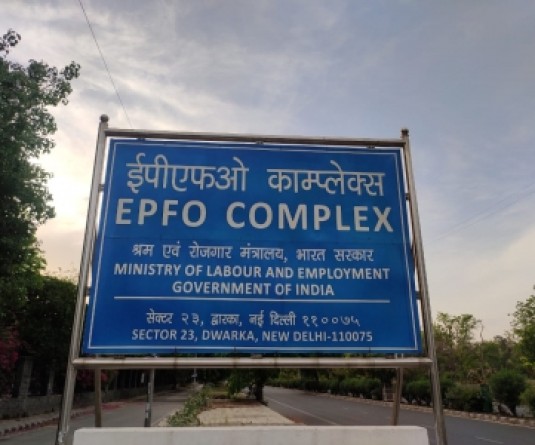 ईपीएफओ काम्प्लेक्स
EPFO COMPLEX
श्रम एवं रोजगार मंत्रालय, भारत सरकार
MINISTRY OF LABOUR AND EMPLOYMENT
GOVERNMENT OF INDIA
सेक्टर २३, द्वारका, नई दिल्ली ११००७५
SECTOR 23, DWARKA, NEW DELHI-110075